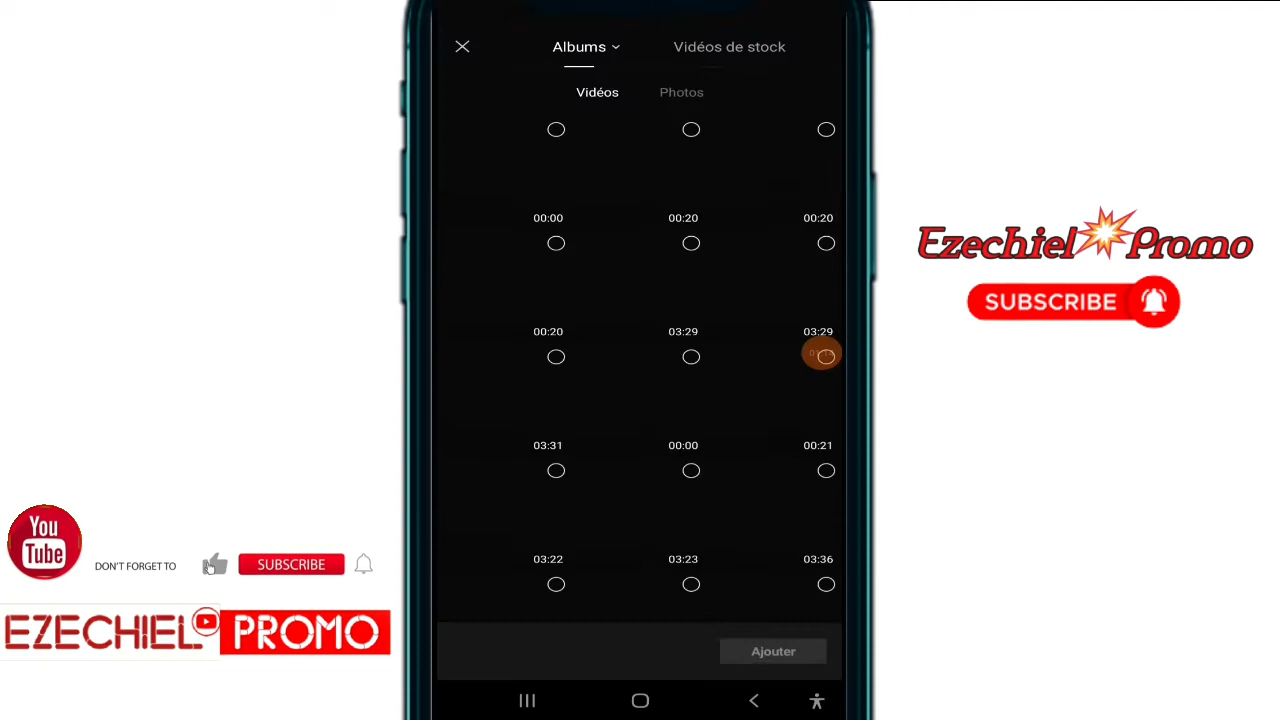 Albums
Vidéos de stock
Vidéos
Photos
00:00
00:20
00:20
00:20
03:29
03:29
03:31
00:00
00:21
03:22
03:23
03:36
Ajouter
Ezechiel Promo
SUBSCRIBE
You
Tube
DON'T FORGET TO
SUBSCRIBE
EZECHIEL PROMO